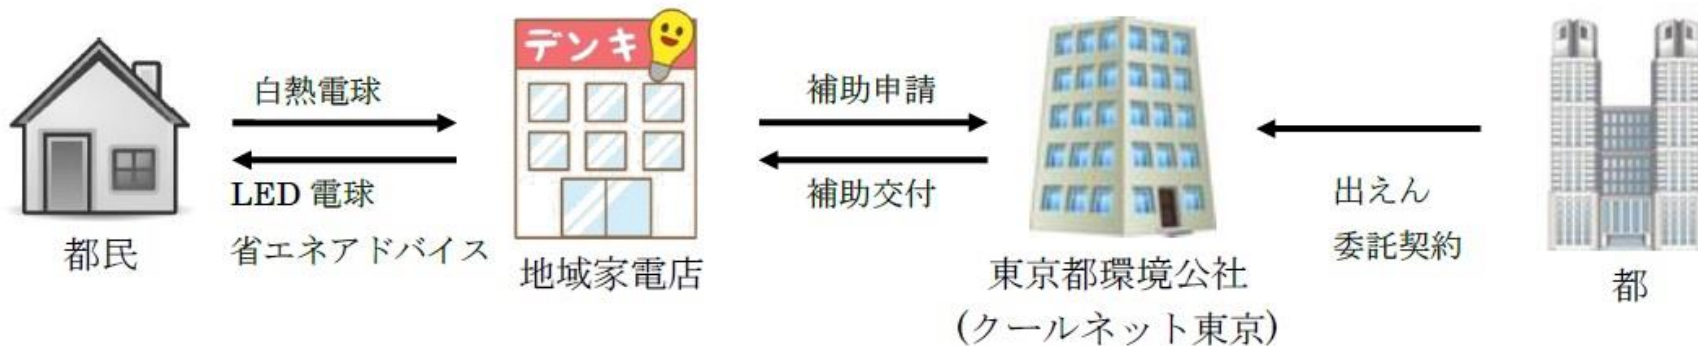 デンキ
白熱電球
LED 電球
省エネアドバイス
都民
地域家電店
補助申請
補助交付
東京都環境公社
(クールネット東京)
出えん
委託契約
都